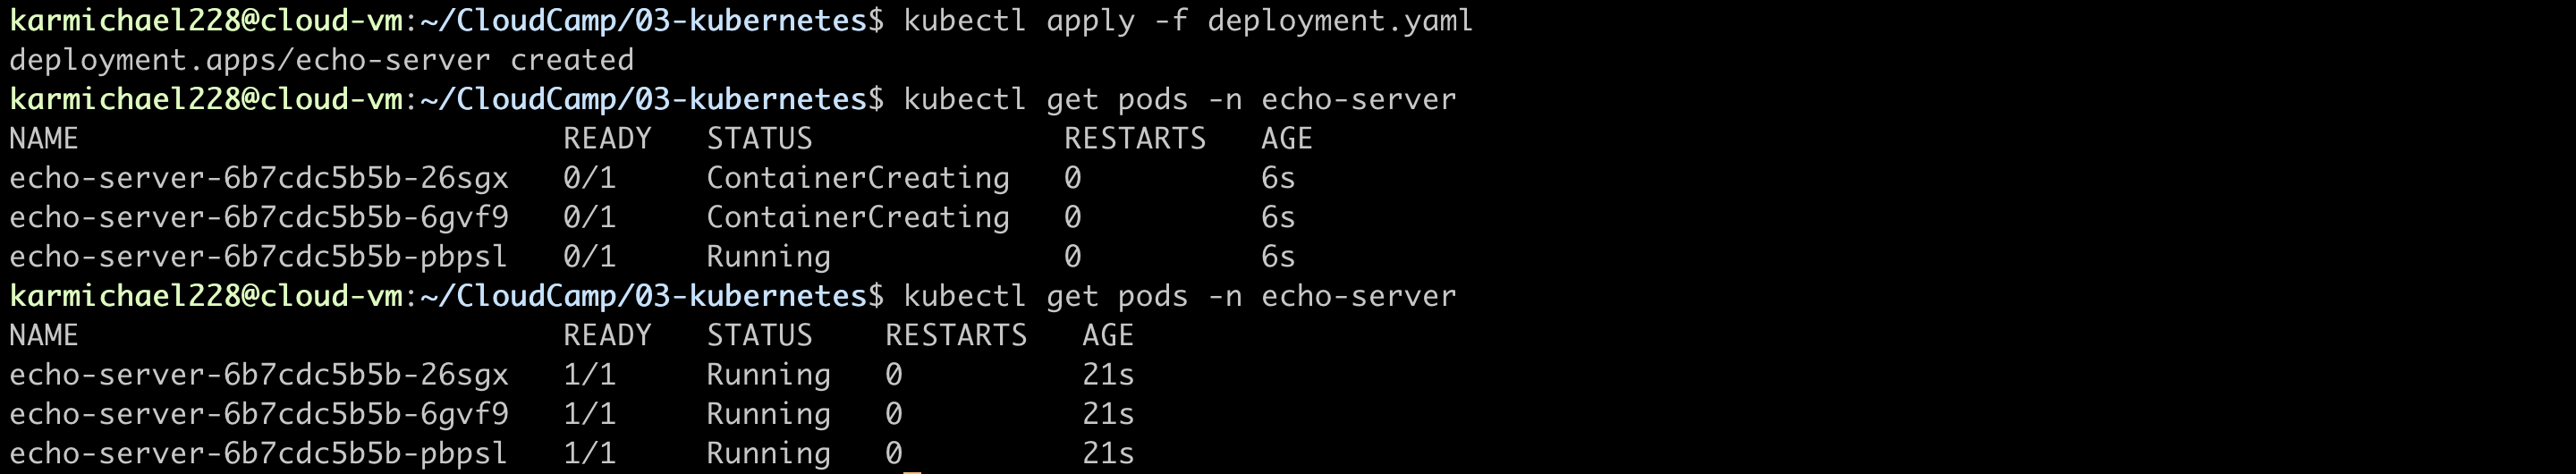 karmichael228@cloud-vm:~/CloudCamp/03-kubernetes$ kubectl apply -f deployment.yaml
deployment.apps/echo-server created
karmichael228@cloud-vm:~/CloudCamp/03-kubernetes$ kubectl get pods -n echo-server
NAME                           READY   STATUS              RESTARTS   AGE
echo-server-6b7cdc5b5b-26sgx   0/1     ContainerCreating   0          6s
echo-server-6b7cdc5b5b-6gvf9   0/1     ContainerCreating   0          6s
echo-server-6b7cdc5b5b-pbpsl   0/1     Running             0          6s
karmichael228@cloud-vm:~/CloudCamp/03-kubernetes$ kubectl get pods -n echo-server
NAME                           READY   STATUS    RESTARTS   AGE
echo-server-6b7cdc5b5b-26sgx   1/1     Running   0          21s
echo-server-6b7cdc5b5b-6gvf9   1/1     Running   0          21s
echo-server-6b7cdc5b5b-pbpsl   1/1     Running   0          21s